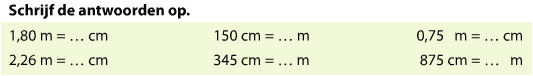 Schrijf de antwoorden op.
1,80 m = … cm 150 cm = … m 0,75 m = … cm
2,26 m = … cm 345 cm = … m 875 cm = … m